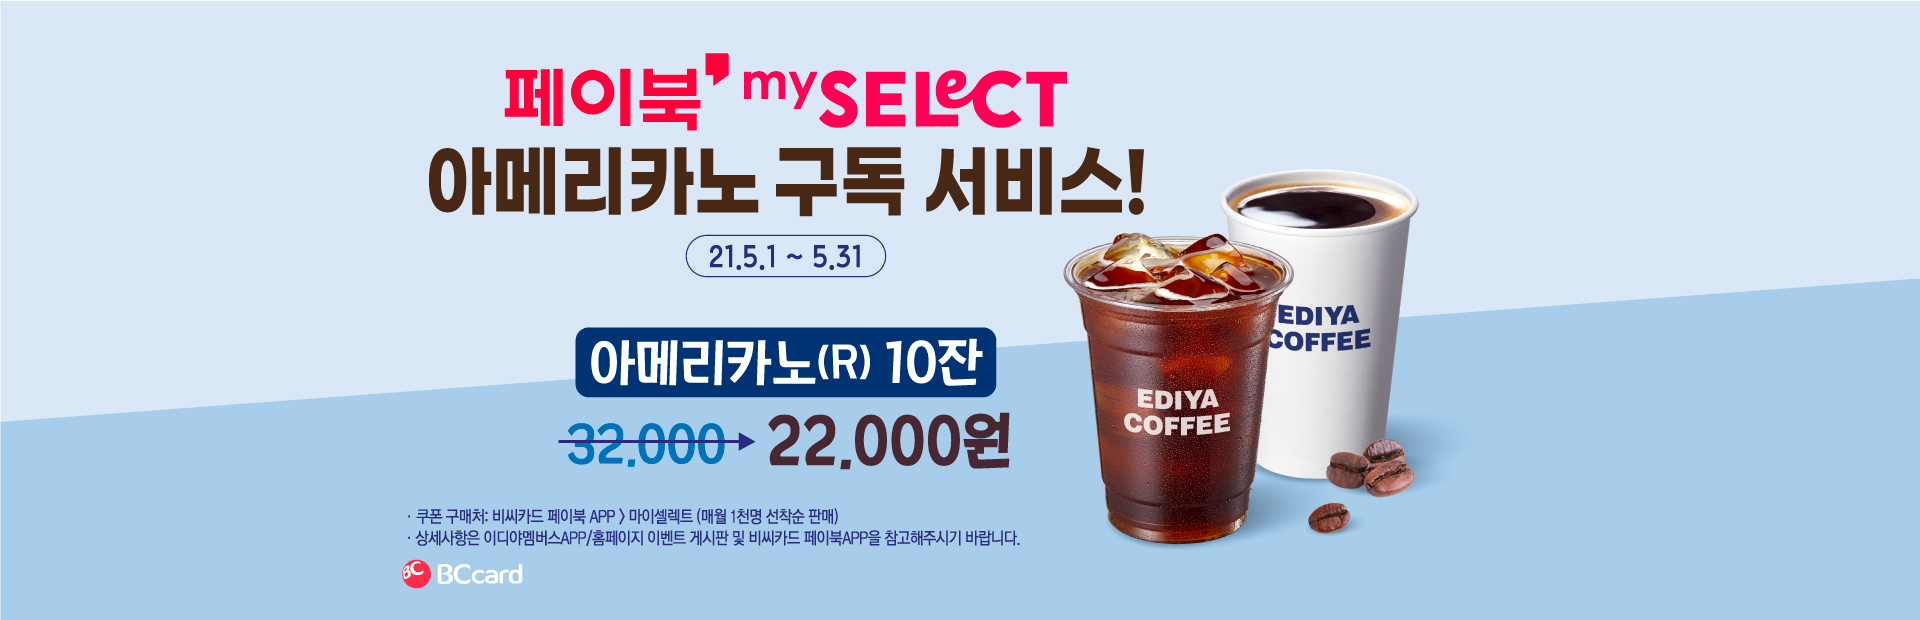 페이북' mySELeCT
아메리카노 구독 서비스!
21.5.1 ~ 5.31
아메리카노(R) 10잔
32,000 22,000원
· 쿠폰 구매처: 비씨카드 페이북 APP > 마이셀렉트 (매월 1천명 선착순 판매)
· 상세사항은 이디야멤버스APP/홈페이지 이벤트 게시판 및 비씨카드 페이북APP을 참고해주시기 바랍니다.
BC BCcard
EDIYA
COFFEE
EDIYA
COFFEE